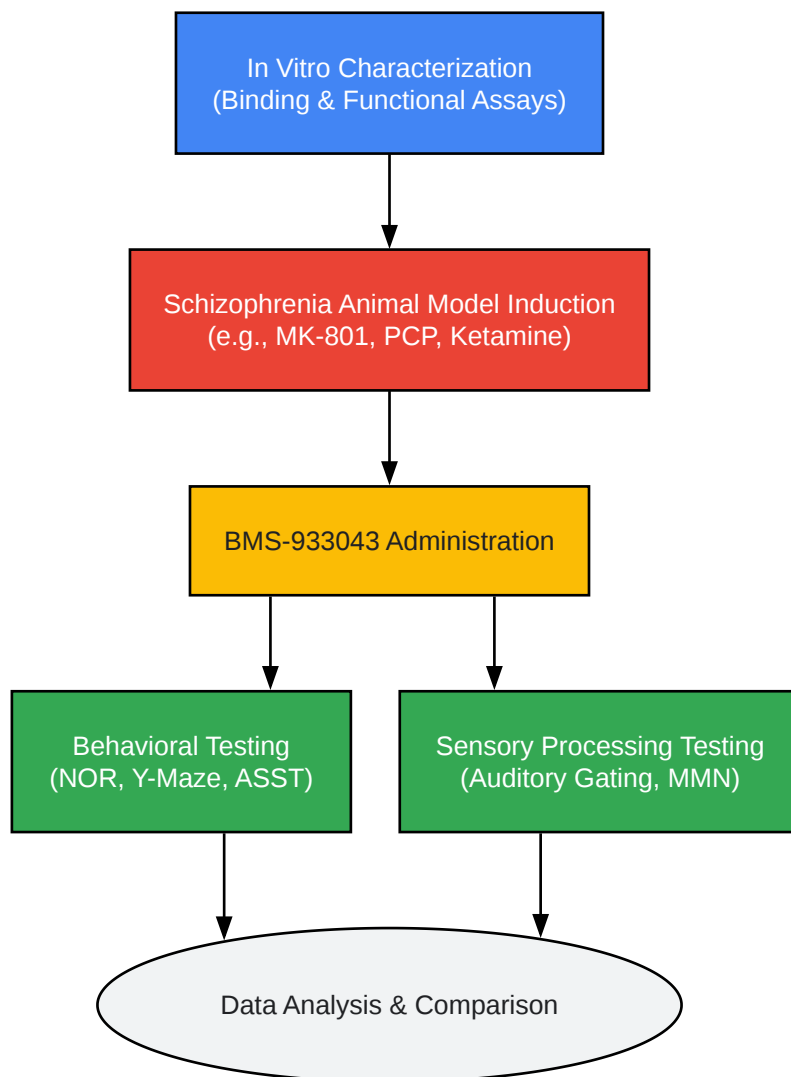 In Vitro Characterization
(Binding & Functional Assays)
Schizophrenia Animal Model Induction
(e.g., MK-801, PCP, Ketamine)
BMS-933043 Administration
Behavioral Testing
(NOR, Y-Maze, ASST)
Sensory Processing Testing
(Auditory Gating, MMN)
Data Analysis & Comparison